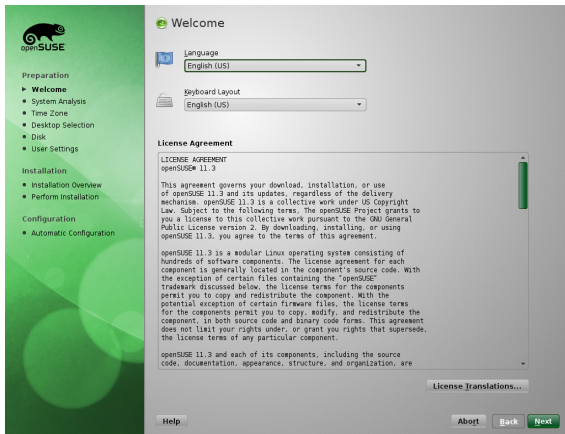 openSUSE
Preparation
Welcome
System Analysis
Time Zone
Desktop Selection
Disk
User Settings
Installation
Installation Overview
Perform Installation
Configuration
Automatic Configuration
Welcome
Language
English (US)
Keyboard Layout
English (US)
License Agreement
LICENSE AGREEMENT
openSUSE® 11.3
This agreement governs your download, installation, or use
of openSUSE 11.3 and its updates, regardless of the delivery
mechanism. openSUSE 11.3 is a collective work under US Copyright
Law. Subject to the following terms, The openSUSE Project grants to
you a license to this collective work pursuant to the GNU General
Public License version 2. By downloading, installing, or using
openSUSE 11.3, you agree to the terms of this agreement.
openSUSE 11.3 is a modular Linux operating system consisting of
hundreds of software components. The license agreement for each
component is generally located in the component's source code. With
the exception of certain files containing the "openSUSE"
trademark discussed below, the license terms for the components
permit you to copy and redistribute the component. With the
potential exception of certain firmware files, the license terms
for the components permit you to copy, modify, and redistribute the
component, in both source code and binary code forms. This agreement
does not limit your rights under, or grant you rights that supersede,
the license terms of any particular component.
openSUSE 11.3 and each of its components, including the source
code, documentation, appearance, structure, and organization, are
License Translations...
Help
Abort
Back
Next